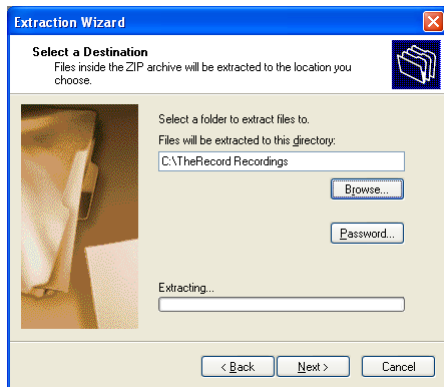 Extraction Wizard
Select a Destination
Files inside the ZIP archive will be extracted to the location you
choose.
Select a folder to extract files to.
Files will be extracted to this directory:
C:\TheRecord Recordings
Browse...
Password...
Extracting...
< Back
Next >
Cancel